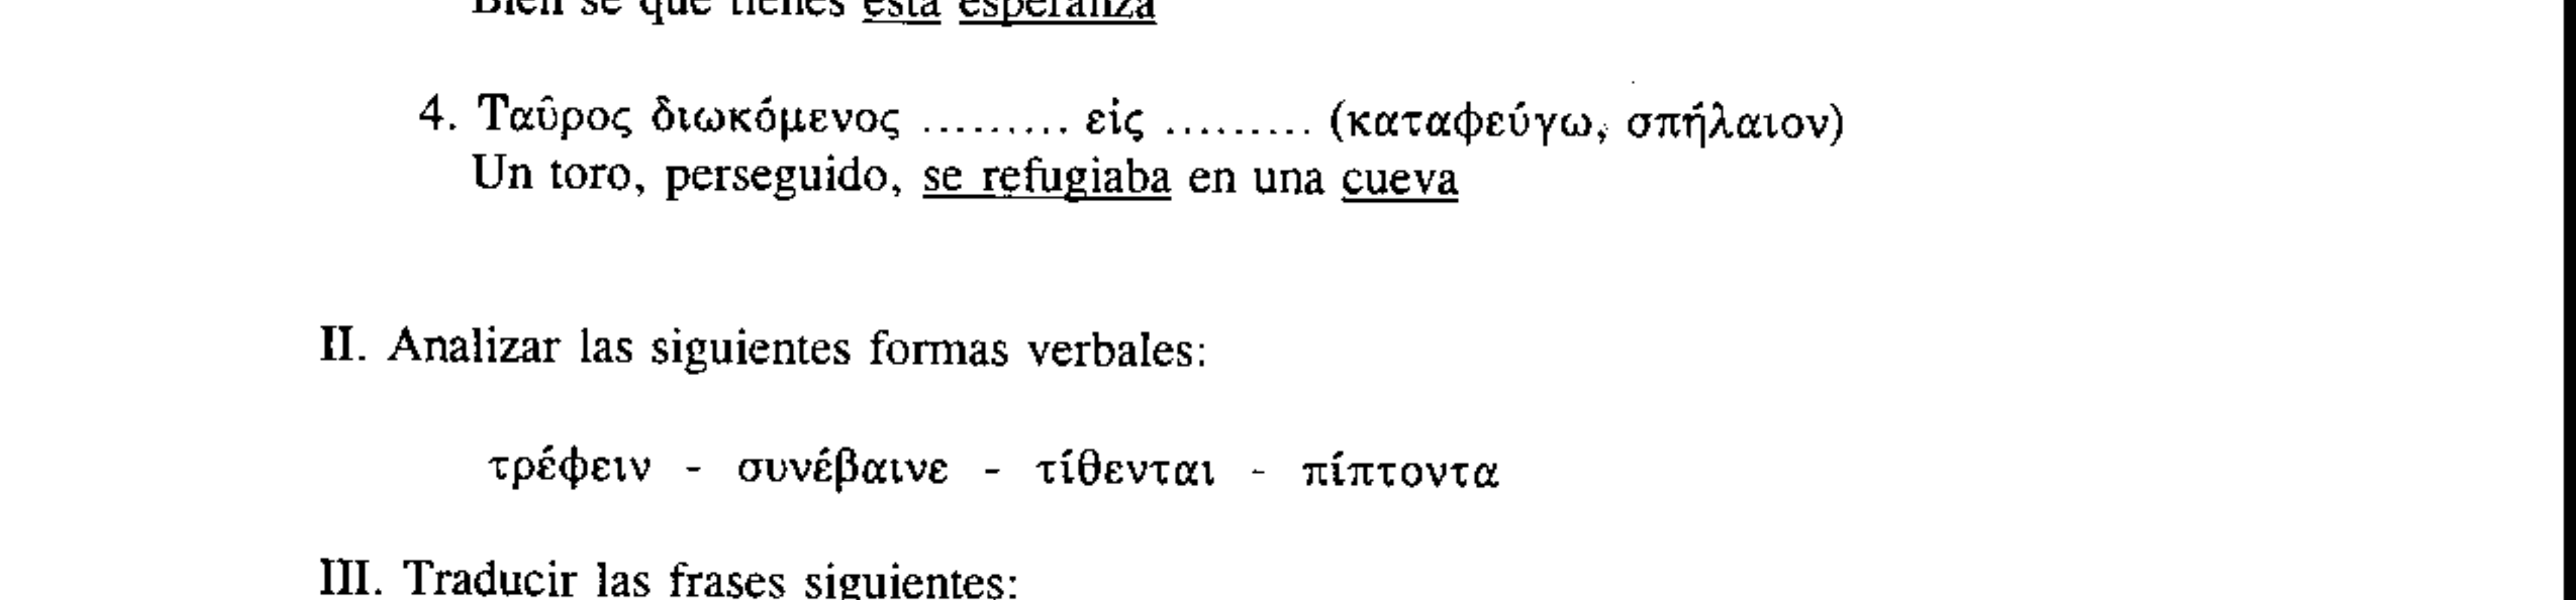 Bien sé que tienes esta esperanza
4. Ταῦρος διωκόμενος ......... εἰς ......... (καταφεύγω, σπήλαιον)
Un toro, perseguido, se refugiaba en una cueva
II. Analizar las siguientes formas verbales:
τρέφειν - συνέβαινε - τίθενται - πίπτοντα
III. Traducir las frases siguientes: